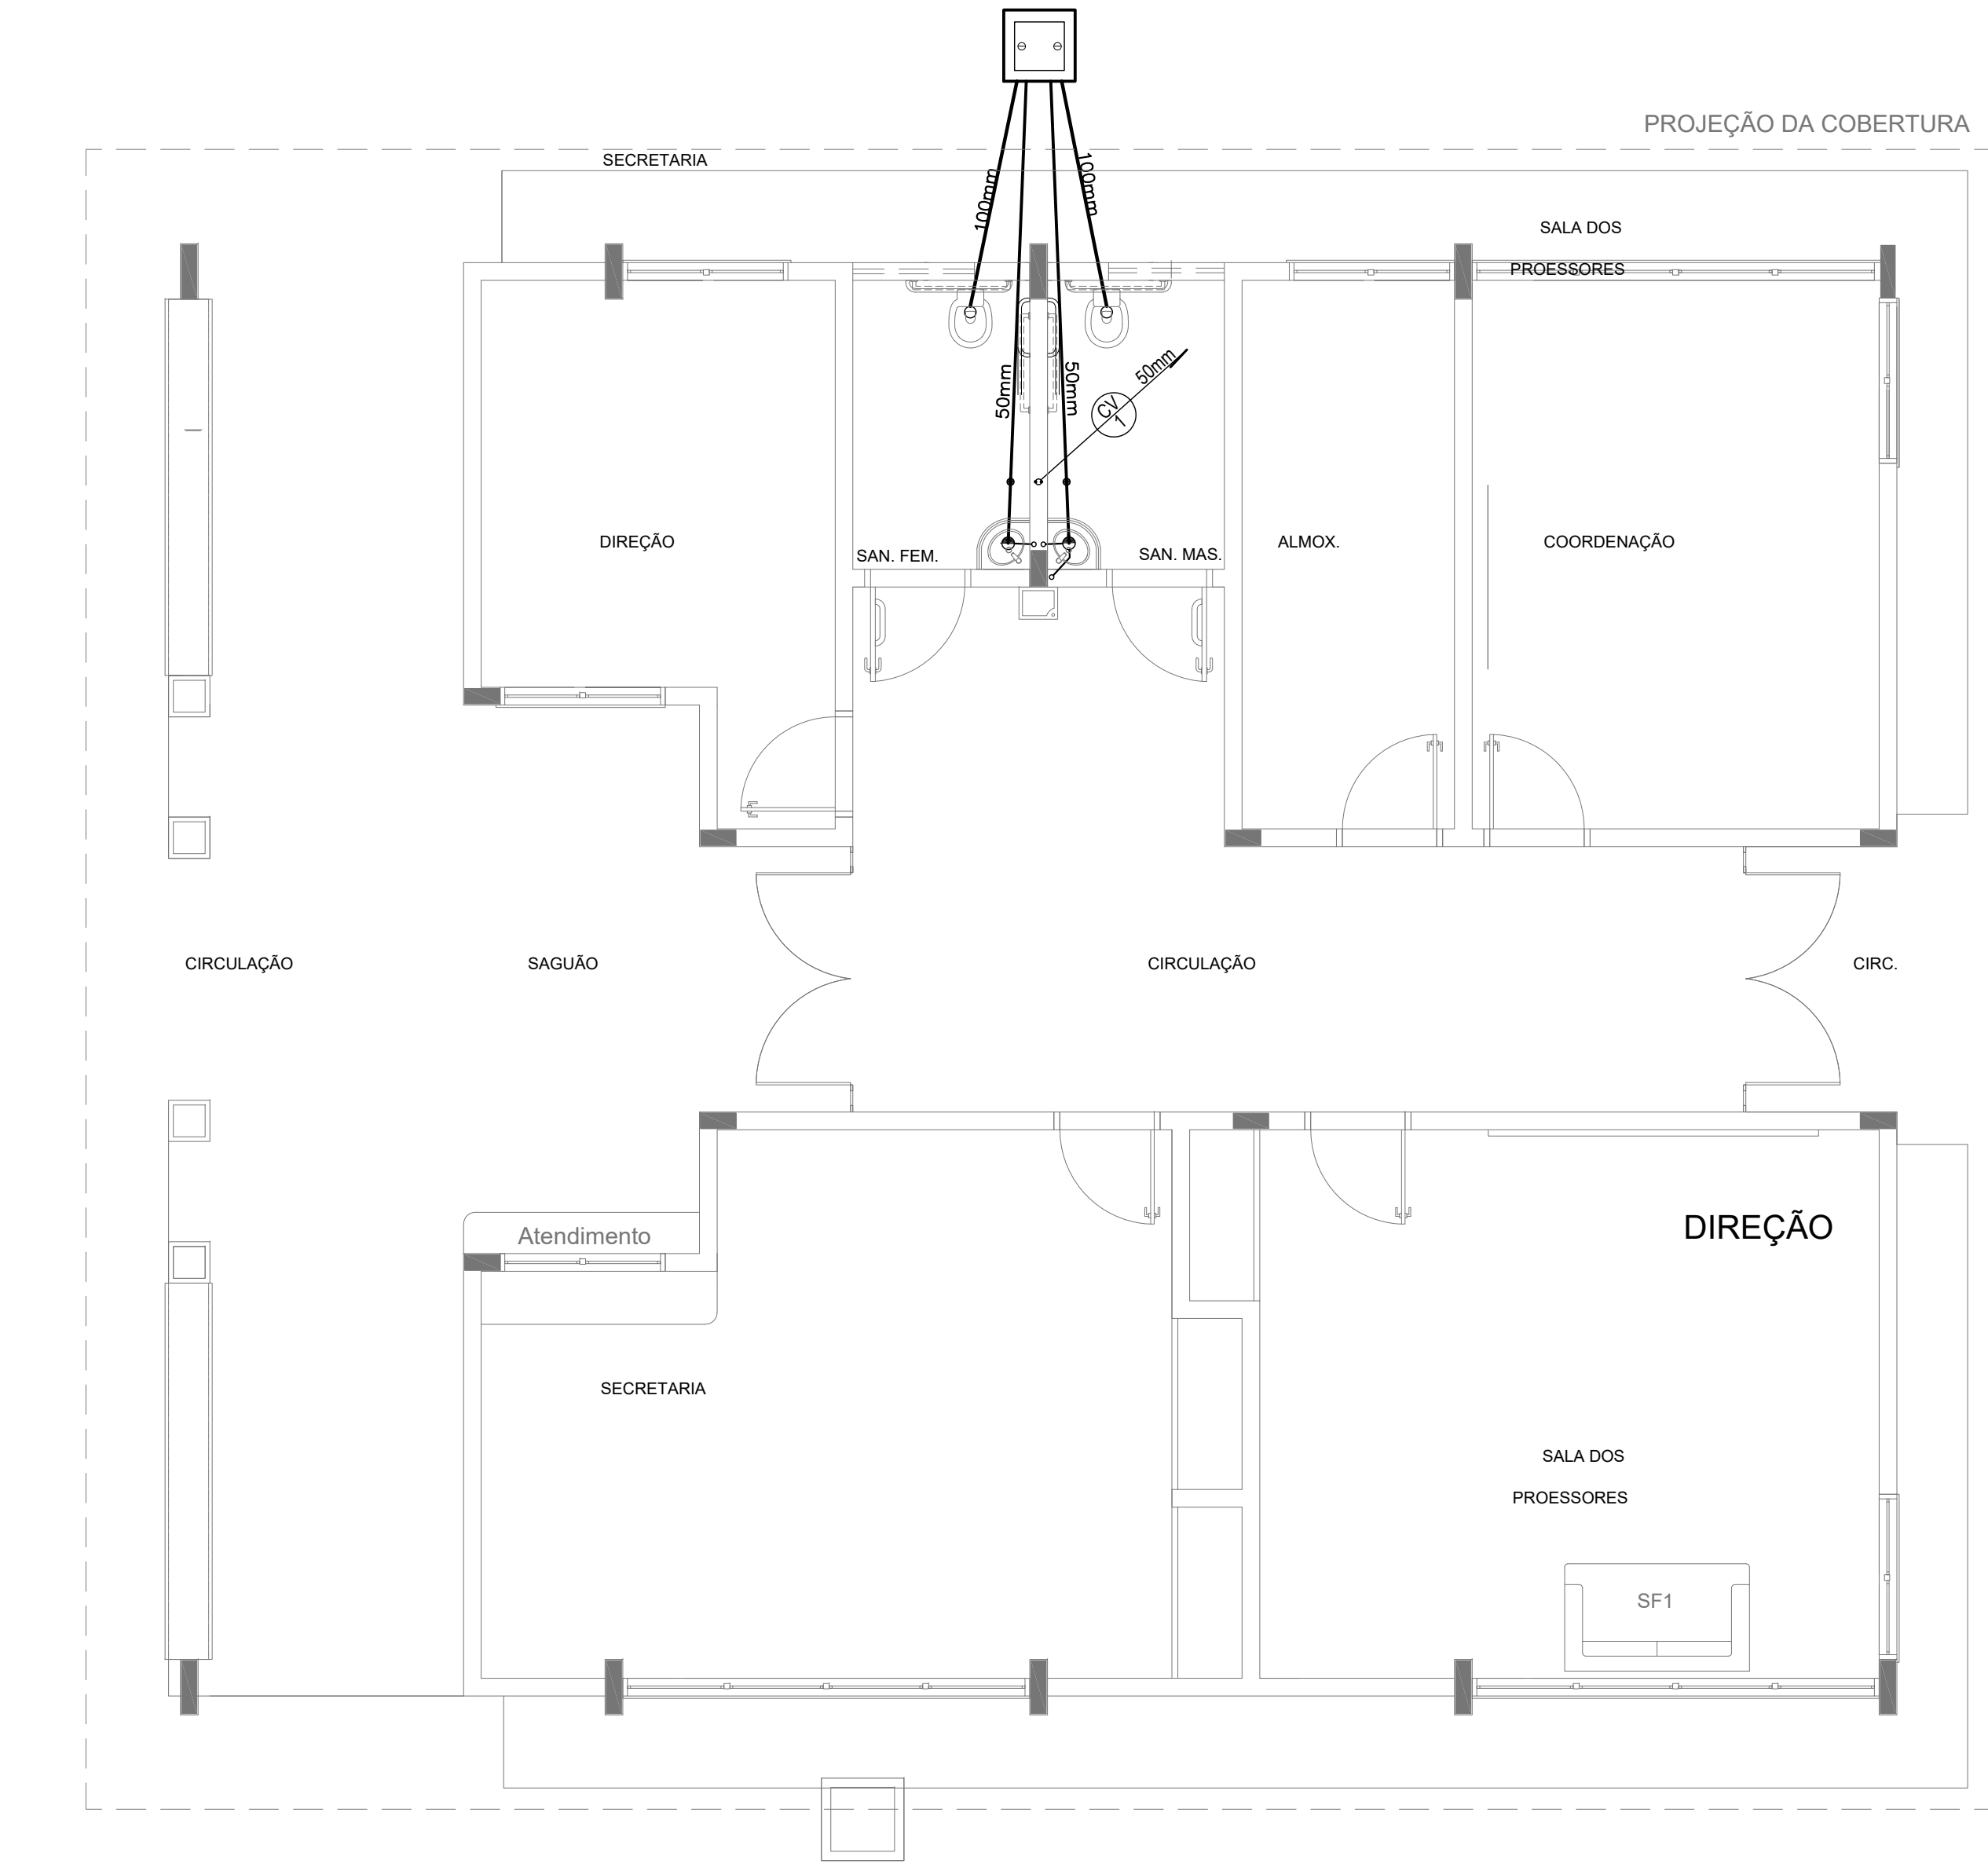 PROJEÇÃO DA COBERTURA
SECRETARIA
100mm
100mm
SALA DOS
PROESSORES
50mm
50mm
50mm
CV
1
DIREÇÃO
SAN. FEM.
SAN. MAS.
ALMOX.
COORDENAÇÃO
CIRCULAÇÃO
SAGUÃO
CIRCULAÇÃO
CIRC.
Atendimento
DIREÇÃO
SECRETARIA
SALA DOS
PROESSORES
SF1